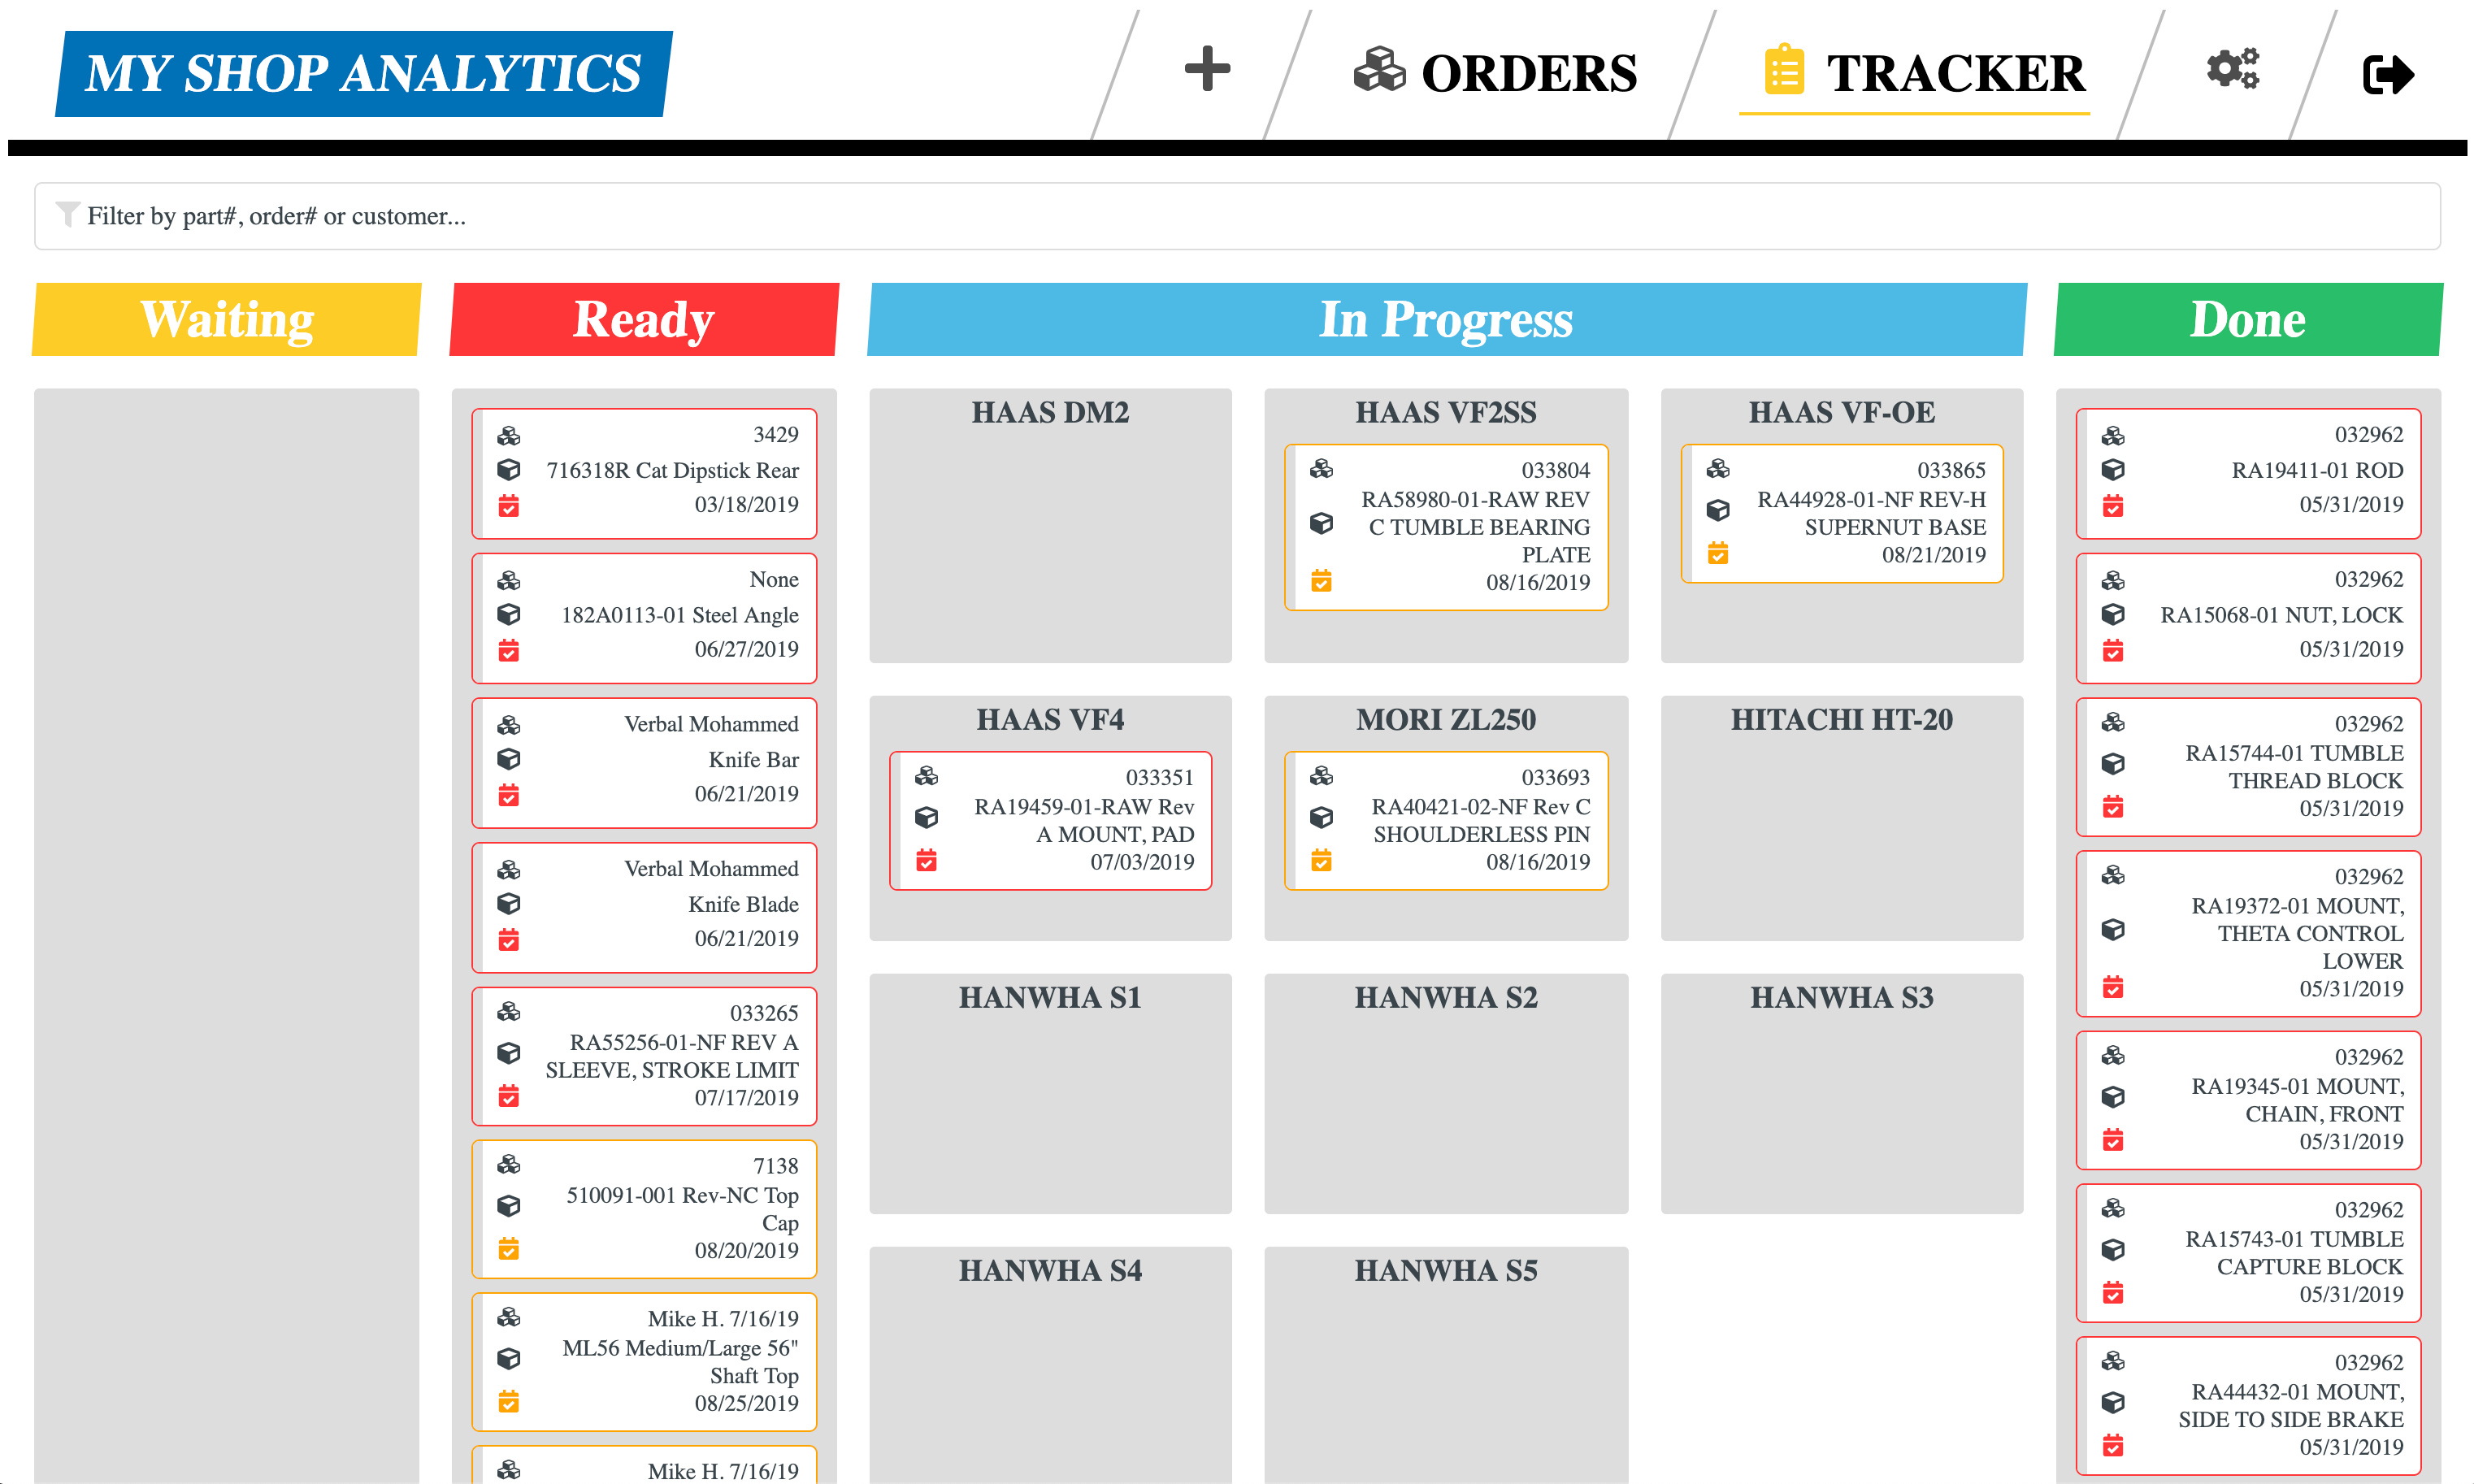 MY SHOP ANALYTICS
ORDERS
TRACKER
Filter by part#, order# or customer...
Waiting
Ready
3429
716318R Cat Dipstick Rear
03/18/2019
None
182A0113-01 Steel Angle
06/27/2019
Verbal Mohammed
Knife Bar
06/21/2019
Verbal Mohammed
Knife Blade
06/21/2019
033265
RA55256-01-NF REV A
SLEEVE, STROKE LIMIT
07/17/2019
7138
510091-001 Rev-NC Top
Cap
08/20/2019
Mike H. 7/16/19
ML56 Medium/Large 56"
Shaft Top
08/25/2019
Mike H. 7/16/19
In Progress
HAAS DM2
HAAS VF2SS
033804
RA58980-01-RAW REV
C TUMBLE BEARING
PLATE
08/16/2019
HAAS VF-OE
033865
RA44928-01-NF REV-H
SUPERNUT BASE
08/21/2019
HAAS VF4
033351
RA19459-01-RAW Rev
A MOUNT, PAD
07/03/2019
MORI ZL250
033693
RA40421-02-NF Rev C
SHOULDERLESS PIN
08/16/2019
HITACHI HT-20
HANWHA S1
HANWHA S2
HANWHA S3
HANWHA S4
HANWHA S5
Done
032962
RA19411-01 ROD
05/31/2019
032962
RA15068-01 NUT, LOCK
05/31/2019
032962
RA15744-01 TUMBLE
THREAD BLOCK
05/31/2019
032962
RA19372-01 MOUNT,
THETA CONTROL
LOWER
05/31/2019
032962
RA19345-01 MOUNT,
CHAIN, FRONT
05/31/2019
032962
RA15743-01 TUMBLE
CAPTURE BLOCK
05/31/2019
032962
RA44432-01 MOUNT,
SIDE TO SIDE BRAKE
05/31/2019